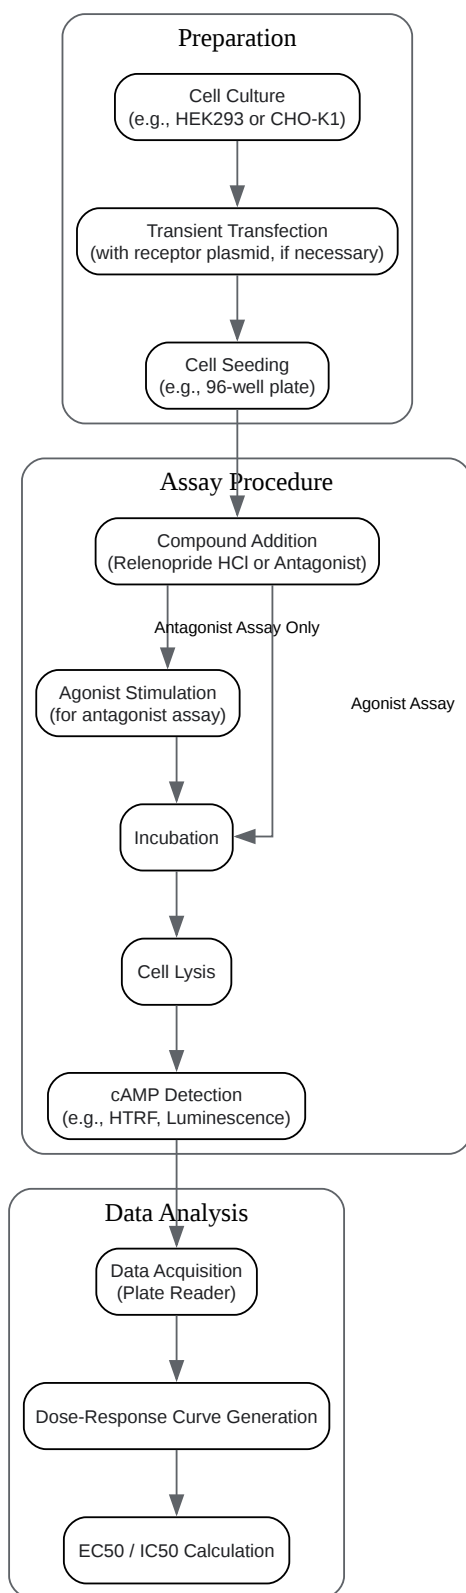 Preparation
Cell Culture
(e.g., HEK293 or CHO-K1)
Transient Transfection
(with receptor plasmid, if necessary)
Cell Seeding
(e.g., 96-well plate)
Assay Procedure
Compound Addition
(Relenopride HCl or Antagonist)
Antagonist Assay Only
Agonist Stimulation
(for antagonist assay)
Agonist Assay
Incubation
Cell Lysis
cAMP Detection
(e.g., HTRF, Luminescence)
Data Analysis
Data Acquisition
(Plate Reader)
Dose-Response Curve Generation
EC50 / IC50 Calculation